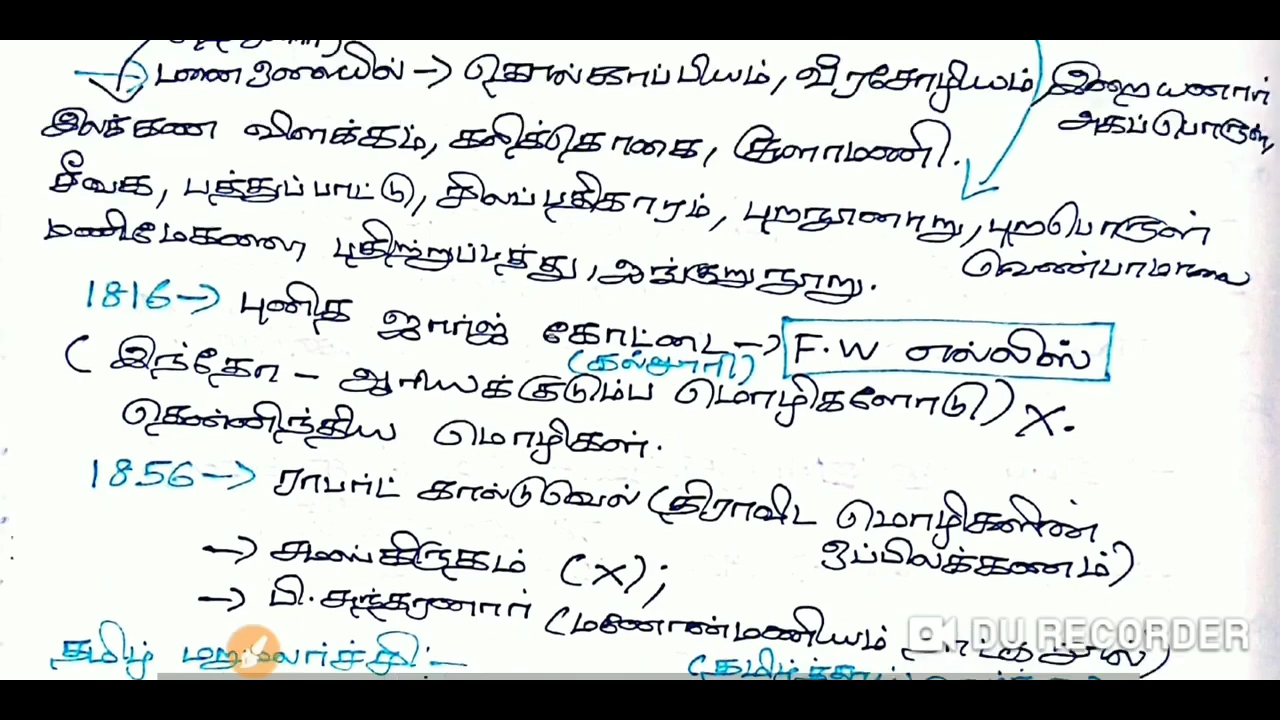 பனை ஓலையில் → தொல்காப்பியம், வீரசோழியம், இறையனார்
அகப்பொருள்,
இலக்கண விளக்கம், கலித்தொகை, சூளாமணி.
சீவக, பத்துப்பாட்டு, சிலப்பதிகாரம், புறநானூறு, புறபொருள்
வெண்பாமாலை
மணிமேகலை பதிற்றுப்பத்து, ஐங்குறுநூறு.
1816 → புனித ஜார்ஜ் கோட்டை → F.W எல்லிஸ்
(கல்லூரி)
(இந்தோ - ஆரியக்குடும்ப மொழிகளோடு) X.
தென்னிந்திய மொழிகள்.
1856 → ராபர்ட் கால்டுவெல் (திராவிட மொழிகளின்
ஒப்பிலக்கணம்)
→ சமஸ்கிருதம் (X);
→ பி.சுந்தரனார் (மனோன்மணியம்
DU RECORDER
தமிழ் மறுமலர்ச்சி :-